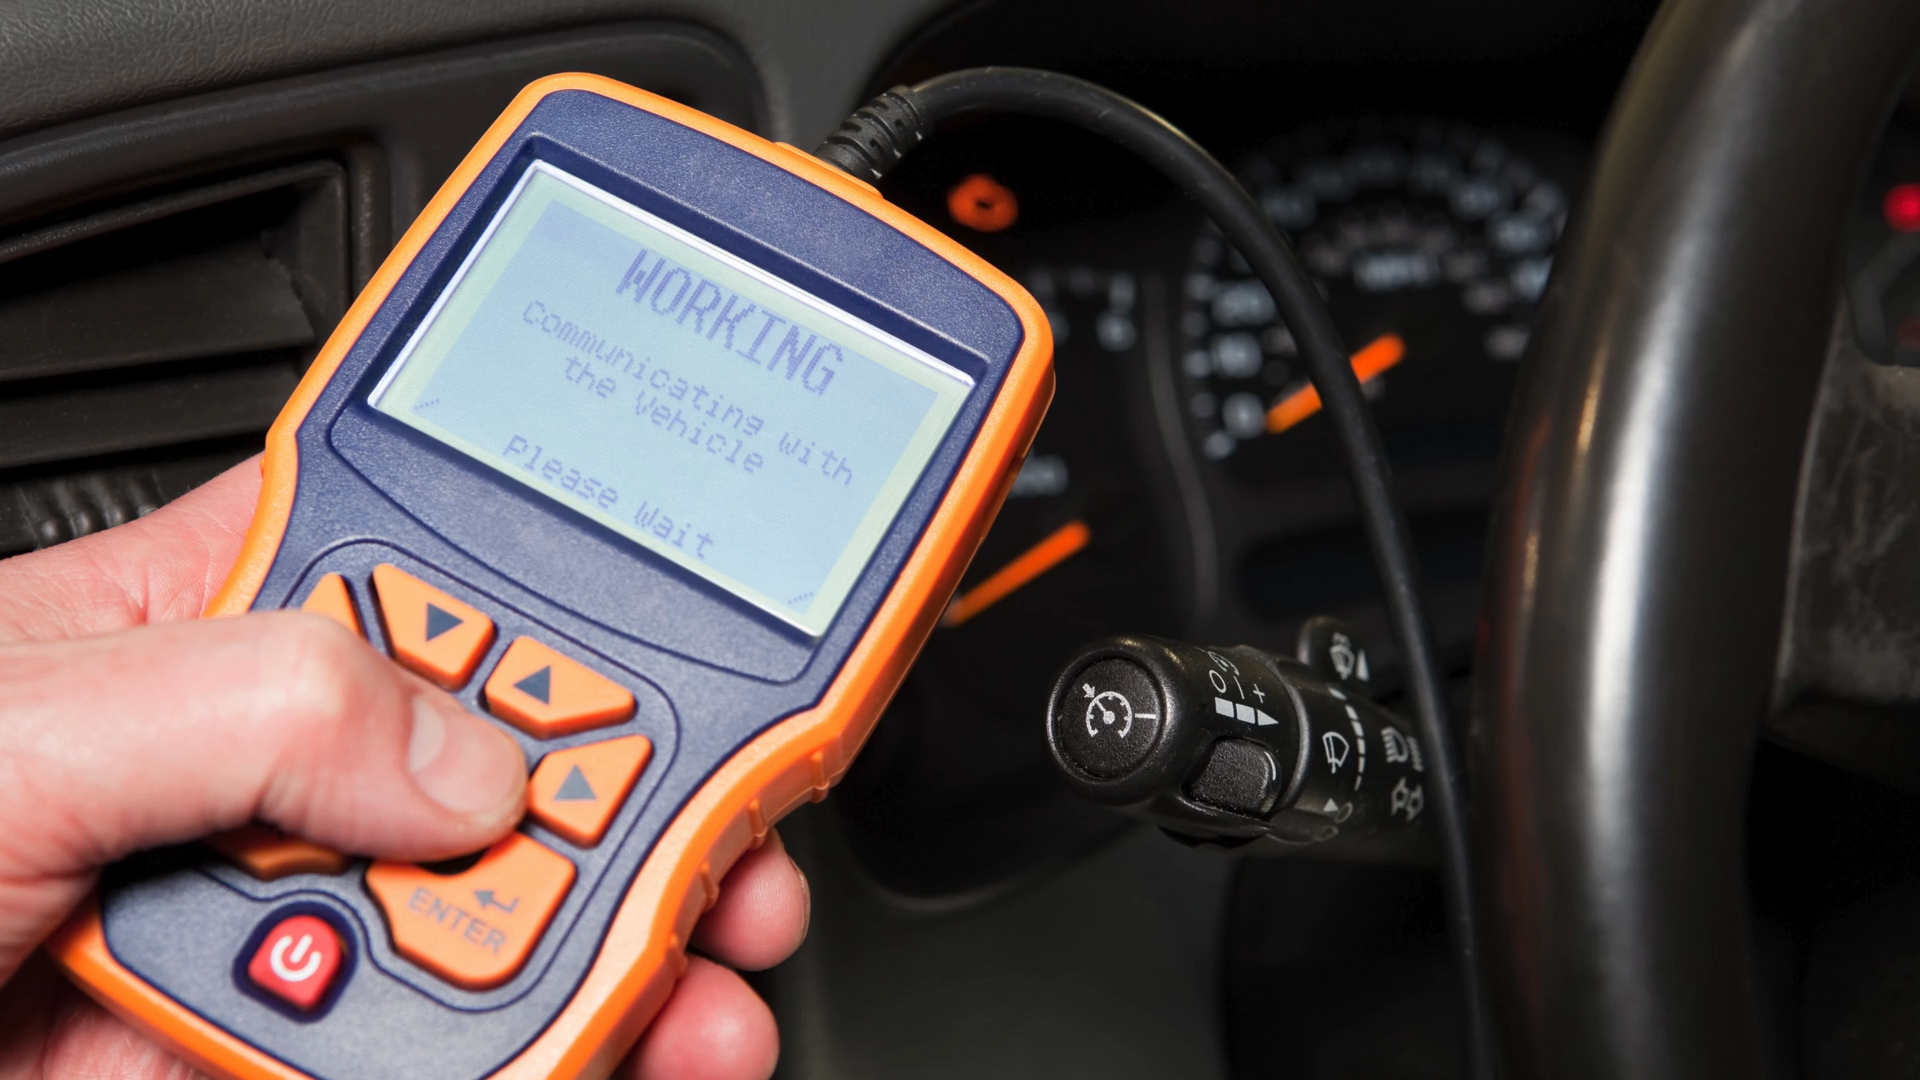 WORKING
Communicating with
the Vehicle
Please Wait
ENTER